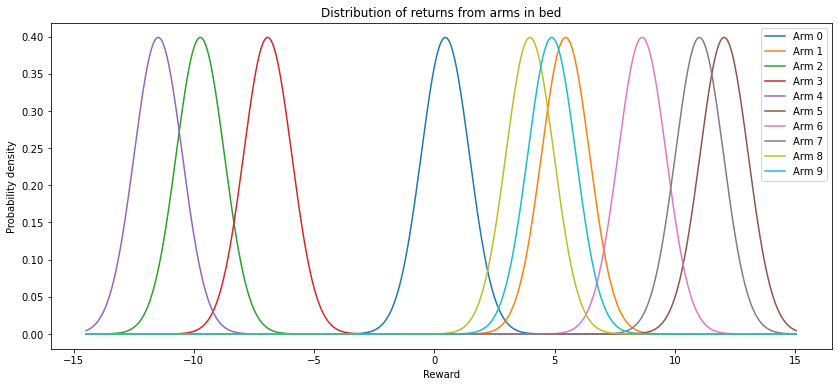 Distribution of returns from arms in bed
Probability density
0.40
0.35
0.30
0.25
0.20
0.15
0.10
0.05
0.00
Arm 0
Arm 1
Arm 2
Arm 3
Arm 4
Arm 5
Arm 6
Arm 7
Arm 8
Arm 9
−15
−10
−5
0
5
10
15
Reward